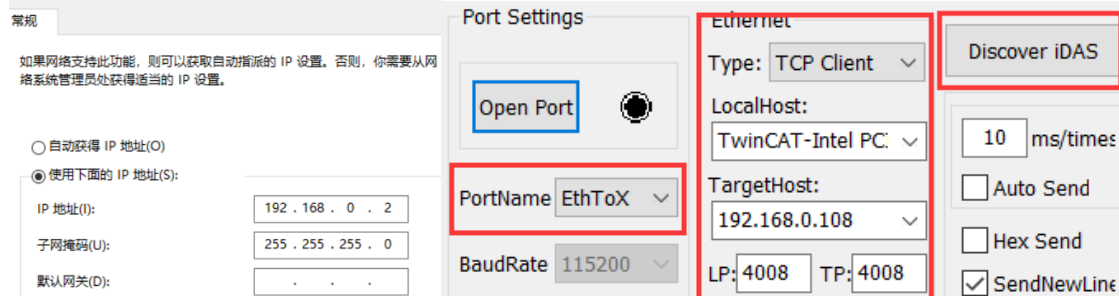 常规
如果网络支持此功能，则可以获取自动指派的 IP 设置。否则，你需要从网
络系统管理员处获得适当的 IP 设置。
自动获得 IP 地址(O)
使用下面的 IP 地址(S):
IP 地址(I):
192 . 168 . 0 . 2
子网掩码(U):
255 . 255 . 255 . 0
默认网关(D):
. . .
Port Settings
Open Port
PortName EthToX
BaudRate 115200
Ethernet
Type: TCP Client
LocalHost:
TwinCAT-Intel PC
TargetHost:
192.168.0.108
LP: 4008 TP: 4008
Discover iDAS
10 ms/times
Auto Send
Hex Send
SendNewLine